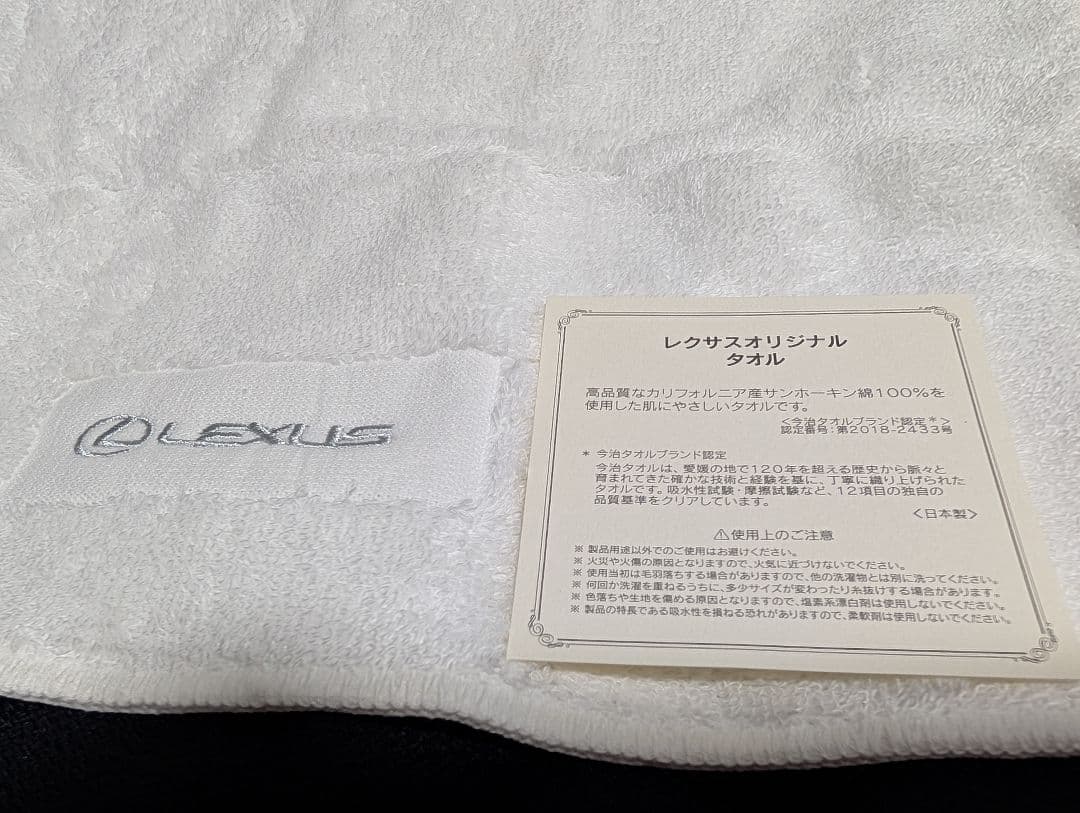 LEXUS
レクサスオリジナル
タオル
高品質なカリフォルニア産サンホーキン綿100%を
使用した肌にやさしいタオルです。
<今治タオルブランド認定*>
認定番号:第2018-2433号
* 今治タオルブランド認定
今治タオルは、愛媛の地で120年を超える歴史から脈々と
育まれてきた確かな技術と経験を基に、丁寧に織り上げられた
タオルです。吸水性試験・摩擦試験など、12項目の独自の
品質基準をクリアしています。
<日本製>
⚠使用上のご注意
※ 製品用途以外でのご使用はお避けください。
※ 火災や火傷の原因となりますので、火気に近づけないでください。
※ 使用当初は毛羽落ちする場合がありますので、他の洗濯物とは別に洗ってください。
※ 何回か洗濯を重ねるうちに、多少サイズが変わったり糸抜けする場合があります。
※ 色落ちや生地を傷める原因となりますので、塩素系漂白剤は使用しないでください。
※ 製品の特長である吸水性を損ねる恐れがありますので、柔軟剤は使用しないでください。